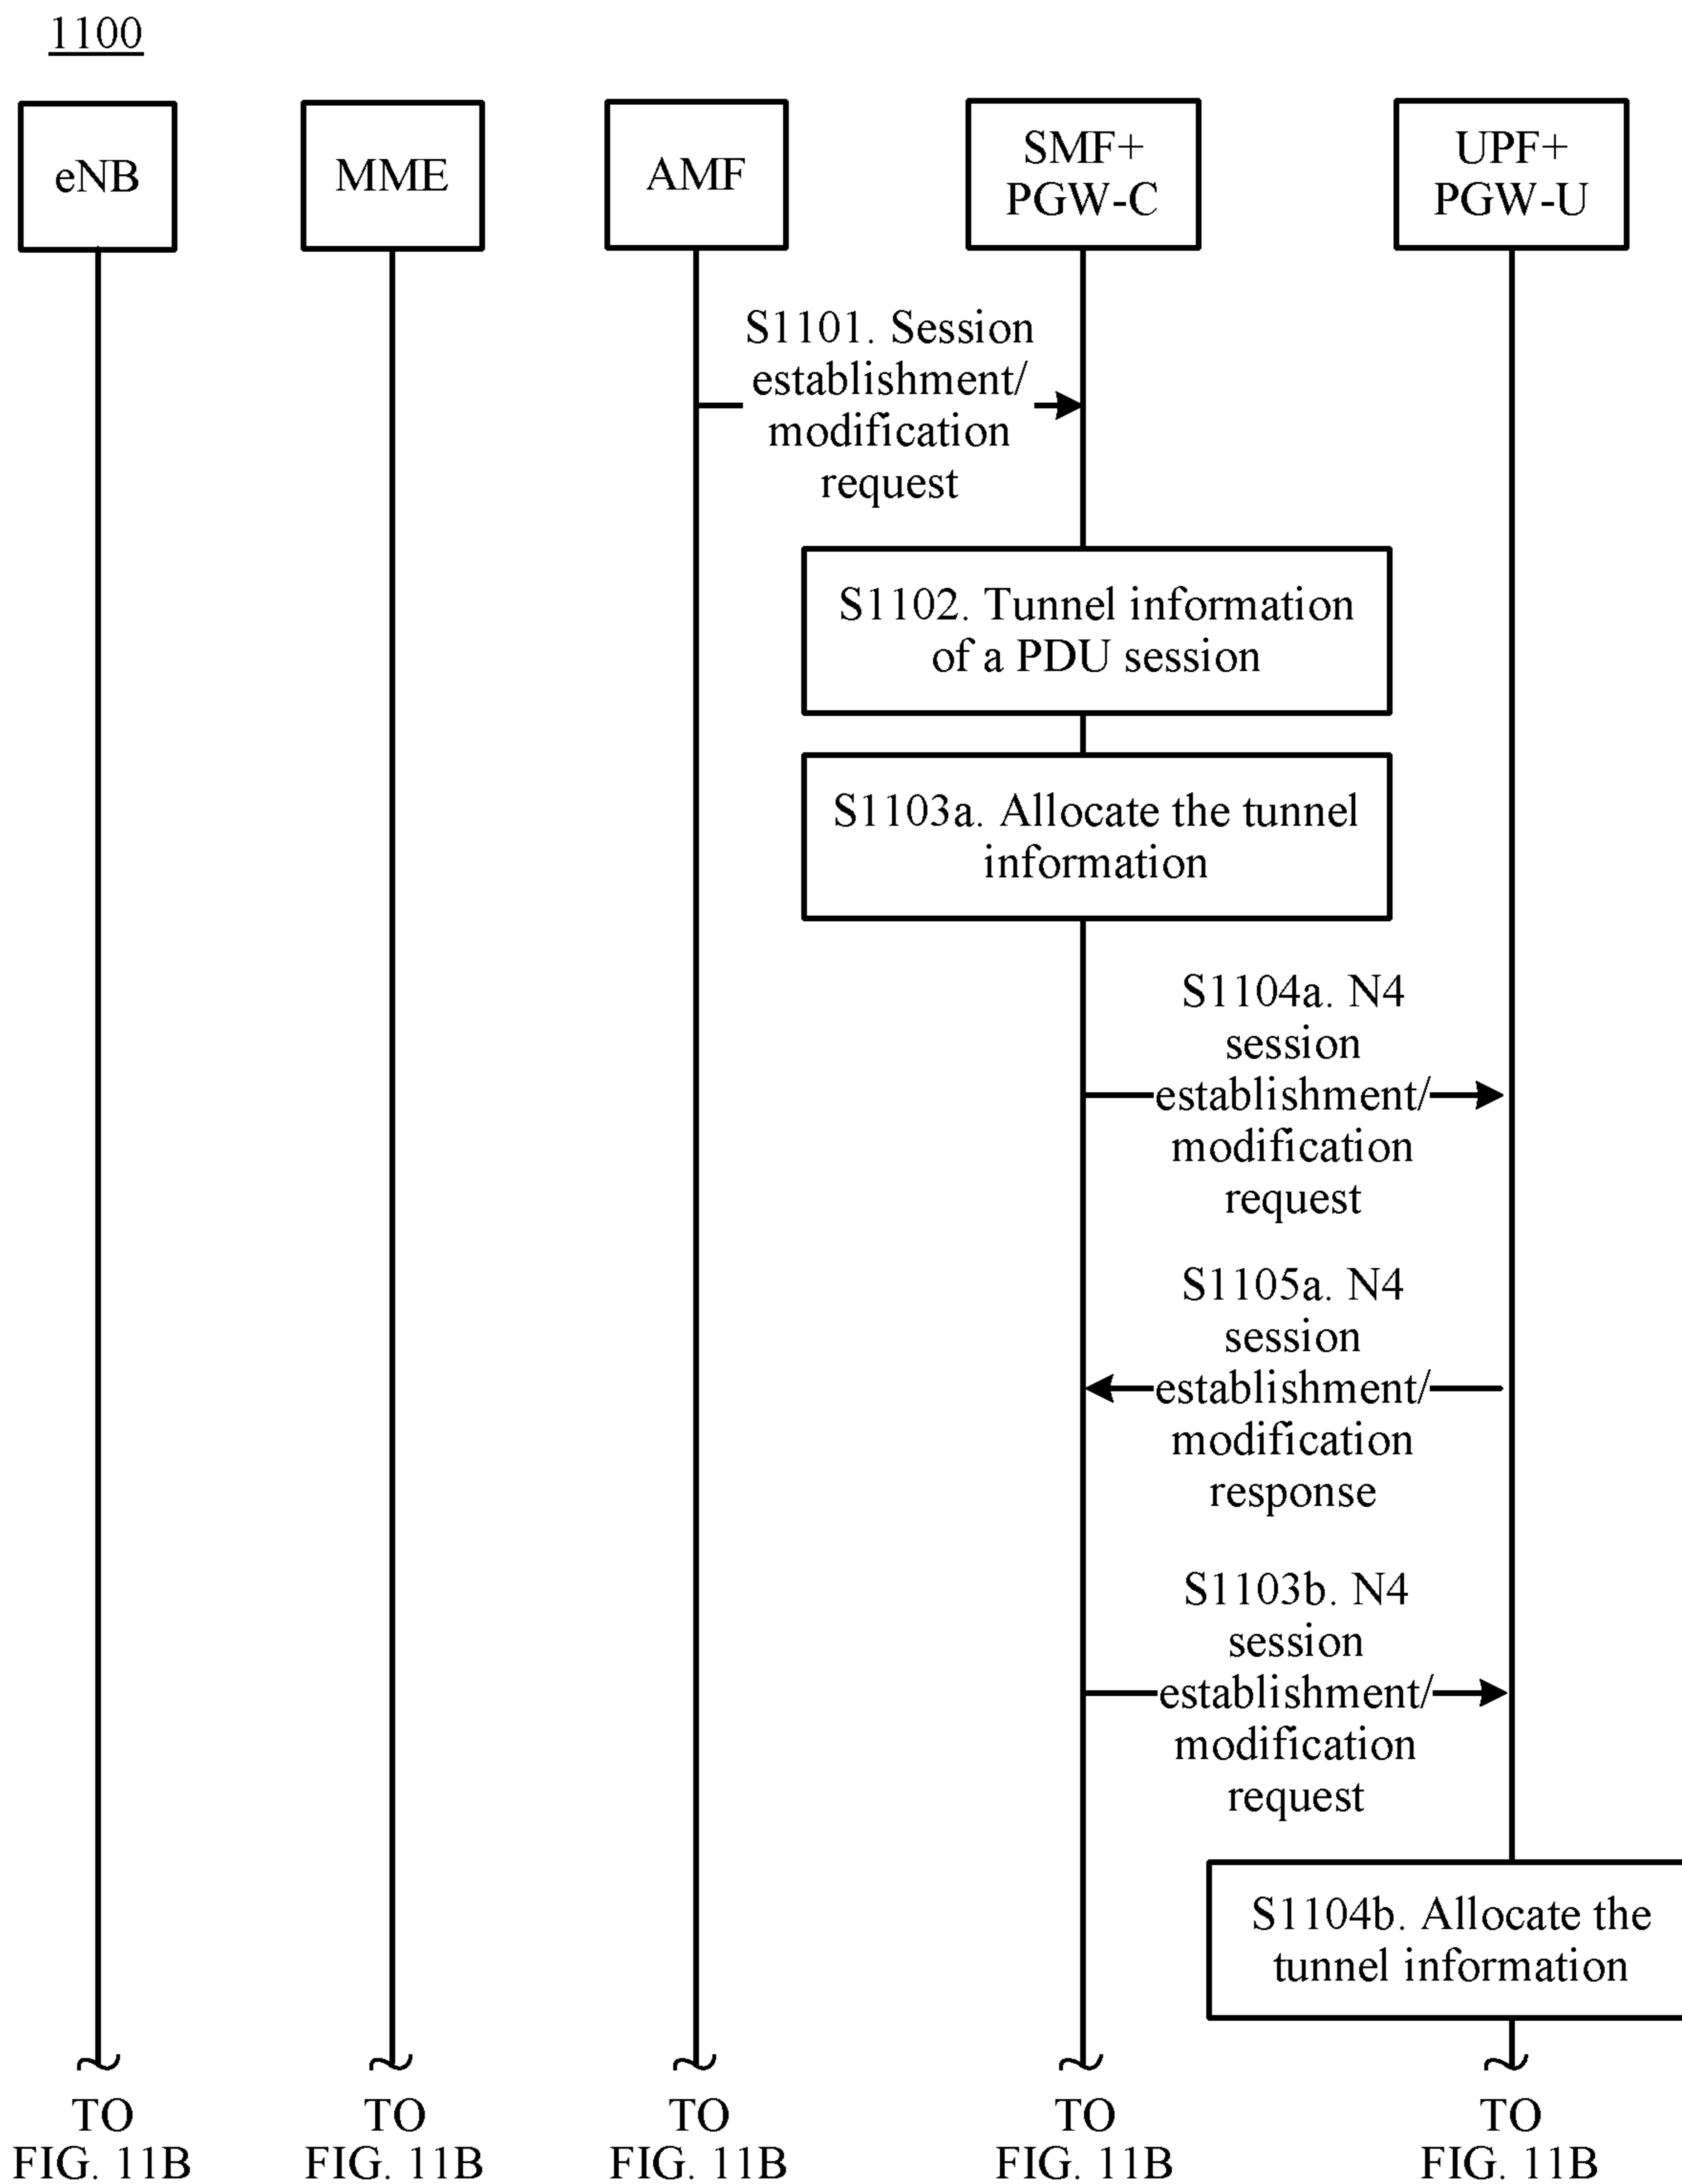 1100
eNB
MME
AMF
SMF+
PGW-C
UPF+
PGW-U
S1101. Session
establishment/
modification
request
S1102. Tunnel information
of a PDU session
S1103a. Allocate the tunnel
information
S1104a. N4
session
establishment/
modification
request
S1105a. N4
session
establishment/
modification
response
S1103b. N4
session
establishment/
modification
request
S1104b. Allocate the
tunnel information
TO
FIG. 11B
TO
FIG. 11B
TO
FIG. 11B
TO
FIG. 11B
TO
FIG. 11B